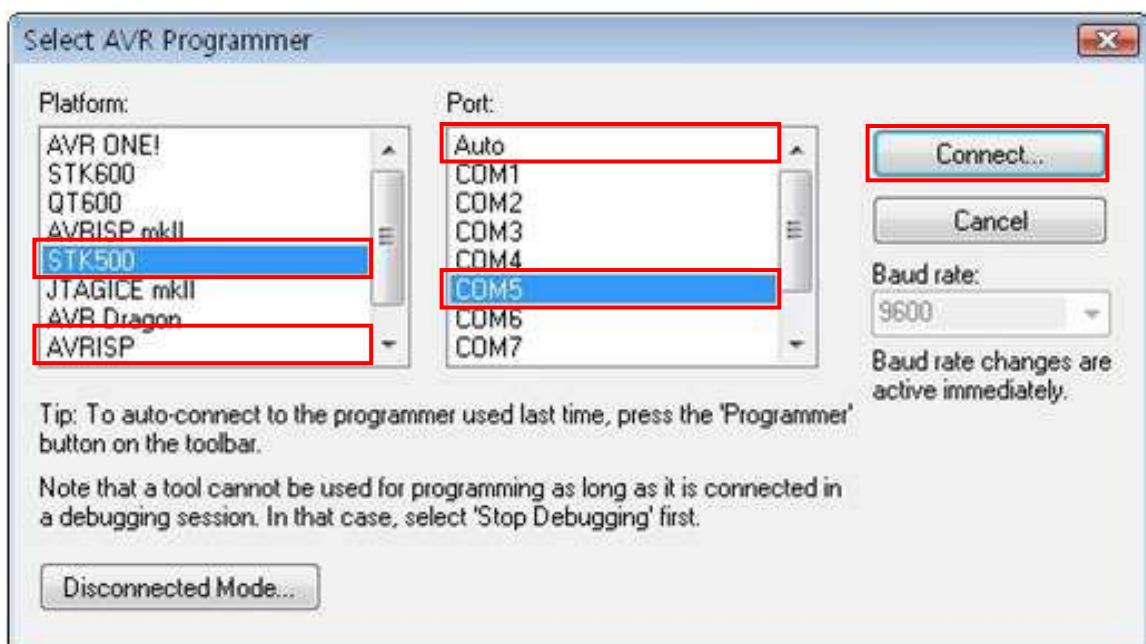 Select AVR Programmer
Platform:
AVR ONE!
STK600
QT600
AVRISP mkII
STK500
JTAGICE mkII
AVR Dragon
AVRISP
Port:
Auto
COM1
COM2
COM3
COM4
COM5
COM6
COM7
Connect...
Cancel
Baud rate:
9600
Baud rate changes are
active immediately.
Tip: To auto-connect to the programmer used last time, press the 'Programmer'
button on the toolbar.
Note that a tool cannot be used for programming as long as it is connected in
a debugging session. In that case, select 'Stop Debugging' first.
Disconnected Mode...